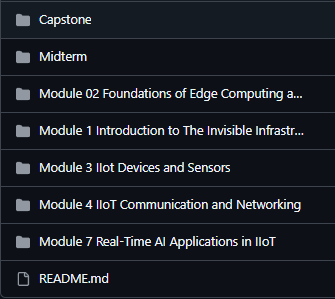 Capstone
Midterm
Module 02 Foundations of Edge Computing a...
Module 1 Introduction to The Invisible Infrastr...
Module 3 IIot Devices and Sensors
Module 4 IIoT Communication and Networking
Module 7 Real-Time AI Applications in IIoT
README.md